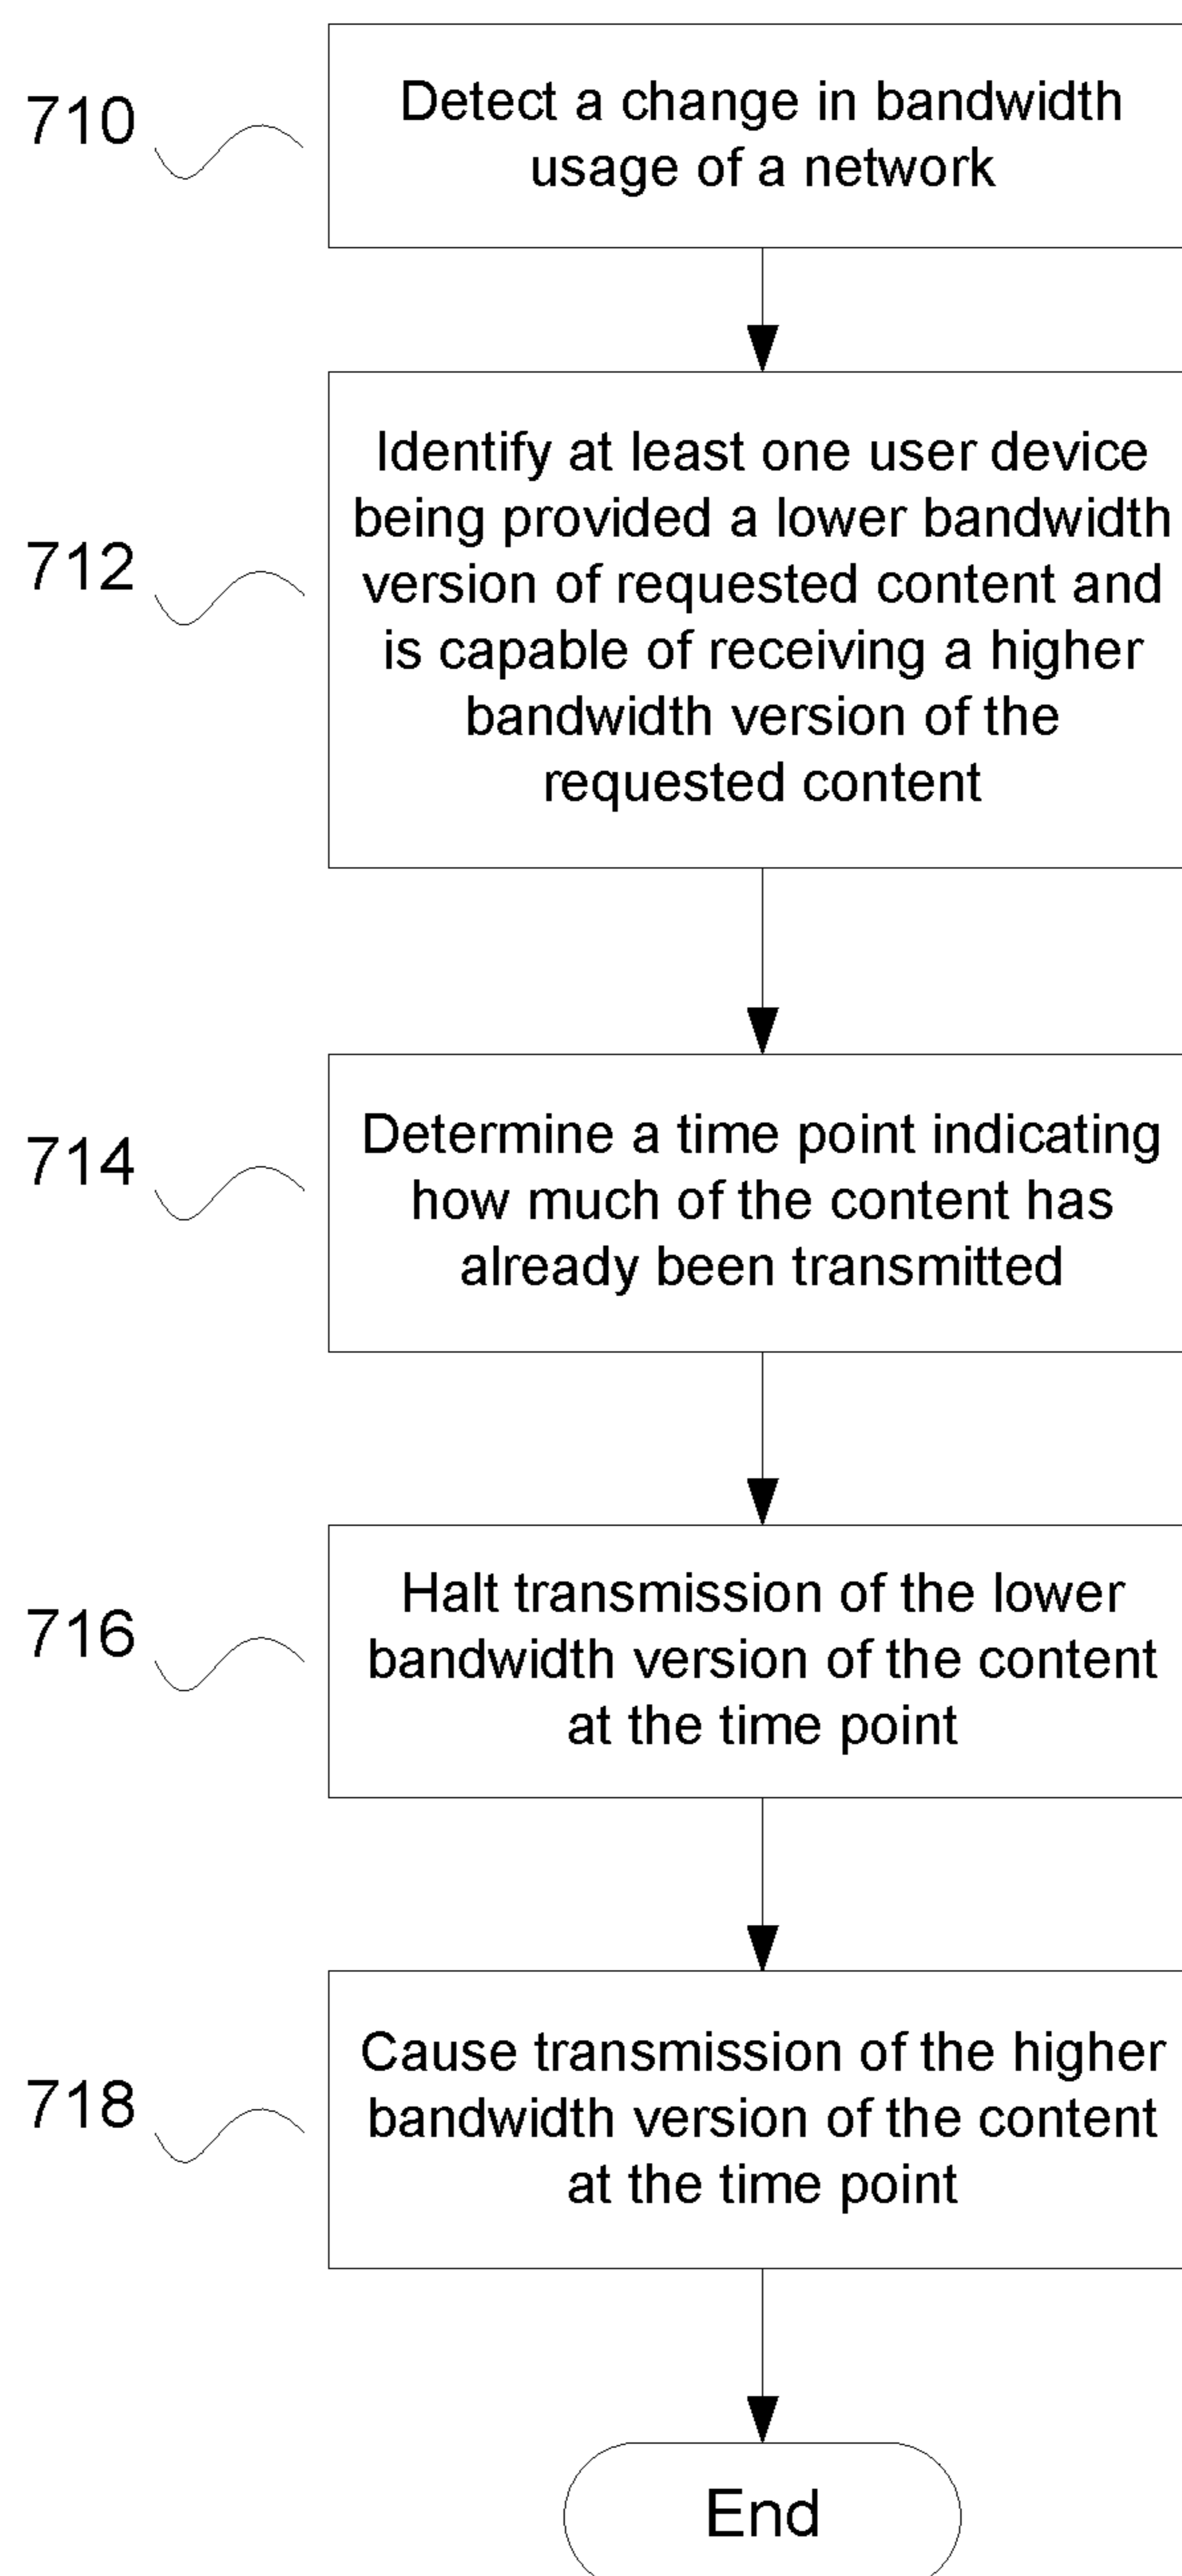 710
Detect a change in bandwidth
usage of a network
712
Identify at least one user device
being provided a lower bandwidth
version of requested content and
is capable of receiving a higher
bandwidth version of the
requested content
714
Determine a time point indicating
how much of the content has
already been transmitted
716
Halt transmission of the lower
bandwidth version of the content
at the time point
718
Cause transmission of the higher
bandwidth version of the content
at the time point
End